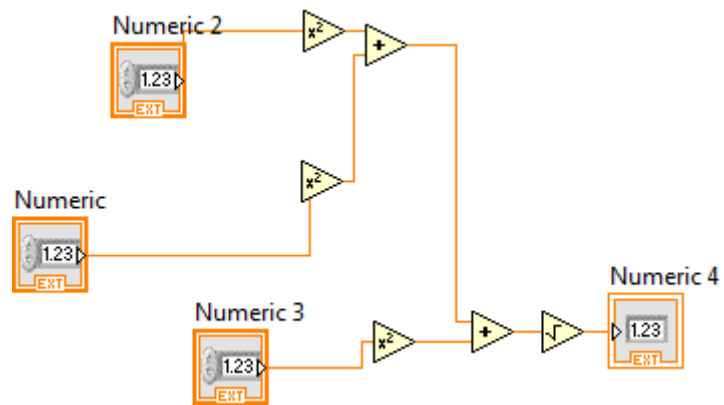 Numeric 2
1.23
EXT
x²
+
x²
Numeric
1.23
EXT
Numeric 3
1.23
EXT
x²
+
√
Numeric 4
1.23
EXT